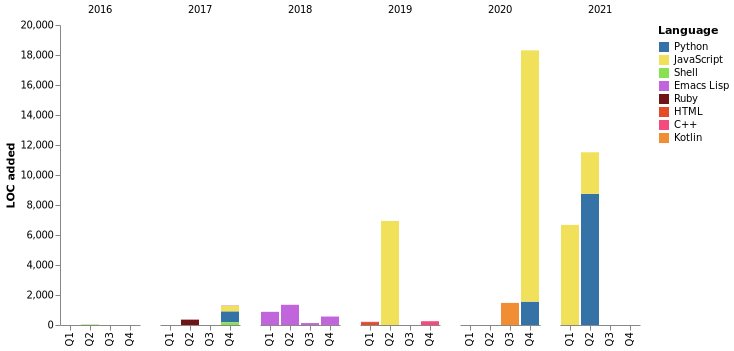 2016 2017 2018 2019 2020 2021
Language
Python
JavaScript
Shell
Emacs Lisp
Ruby
HTML
C++
Kotlin
LOC added
20,000
18,000
16,000
14,000
12,000
10,000
8,000
6,000
4,000
2,000
0
Q1 Q2 Q3 Q4 Q1 Q2 Q3 Q4 Q1 Q2 Q3 Q4 Q1 Q2 Q3 Q4 Q1 Q2 Q3 Q4 Q1 Q2 Q3 Q4